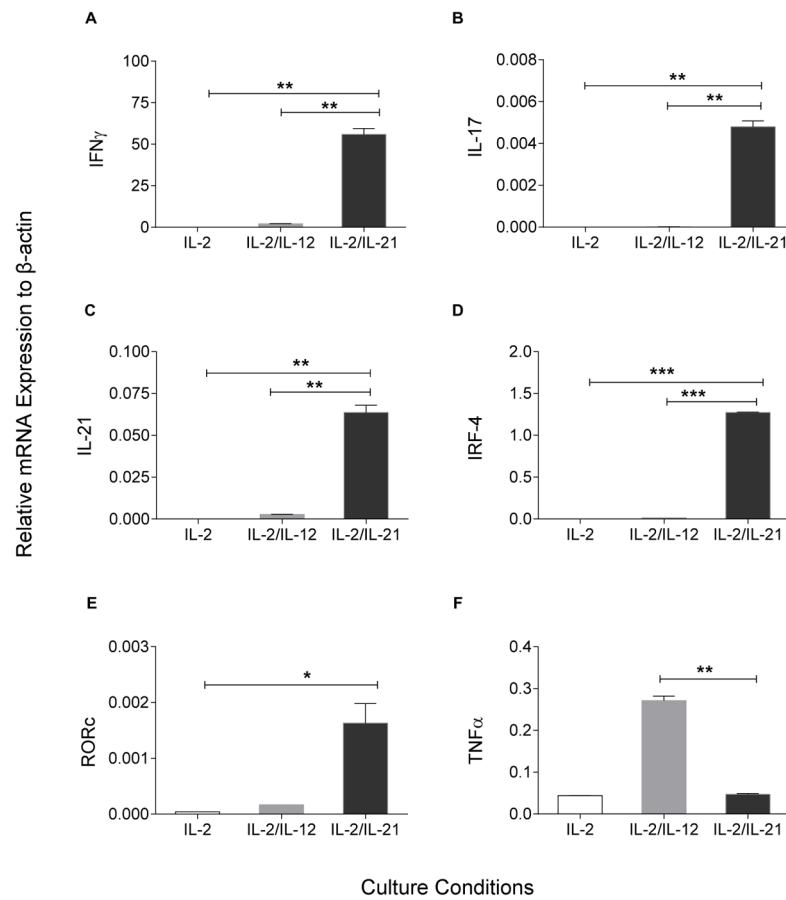 A
B
100
75
50
25
0
IFNγ
**
**
IL-2 IL-2/IL-12 IL-2/IL-21
0.008
0.006
0.004
0.002
0.000
IL-17
**
**
IL-2 IL-2/IL-12 IL-2/IL-21
Relative mRNA Expression to β-actin
C
D
0.100
0.075
0.050
0.025
0.000
IL-21
**
**
IL-2 IL-2/IL-12 IL-2/IL-21
2.0
1.5
1.0
0.5
0.0
IRF-4
***
***
IL-2 IL-2/IL-12 IL-2/IL-21
E
F
0.003
0.002
0.001
0.000
RORc
*
IL-2 IL-2/IL-12 IL-2/IL-21
0.4
0.3
0.2
0.1
0.0
TNFα
**
IL-2 IL-2/IL-12 IL-2/IL-21
Culture Conditions